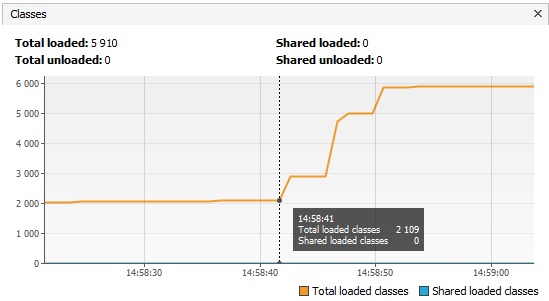 Classes
Total loaded: 5 910 Shared loaded: 0
Total unloaded: 0 Shared unloaded: 0
6 000
5 000
4 000
3 000
2 000
1 000
0
14:58:41
Total loaded classes 2 109
Shared loaded classes 0
14:58:30 14:58:40 14:58:50 14:59:00
Total loaded classes Shared loaded classes